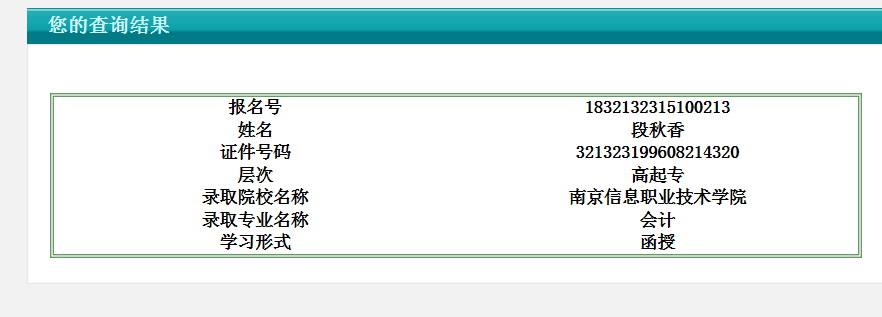 您的查询结果
报名号 1832132315100213
姓名 段秋香
证件号码 321323199608214320
层次 高起专
录取院校名称 南京信息职业技术学院
录取专业名称 会计
学习形式 函授